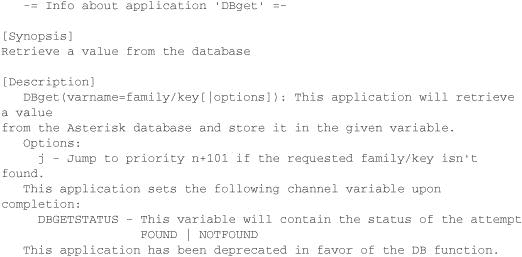 -= Info about application 'DBget' =-
[Synopsis]
Retrieve a value from the database
[Description]
DBget(varname=family/key[|options]): This application will retrieve
a value
from the Asterisk database and store it in the given variable.
Options:
j - Jump to priority n+101 if the requested family/key isn't
found.
This application sets the following channel variable upon
completion:
DBGETSTATUS - This variable will contain the status of the attempt
FOUND | NOTFOUND
This application has been deprecated in favor of the DB function.